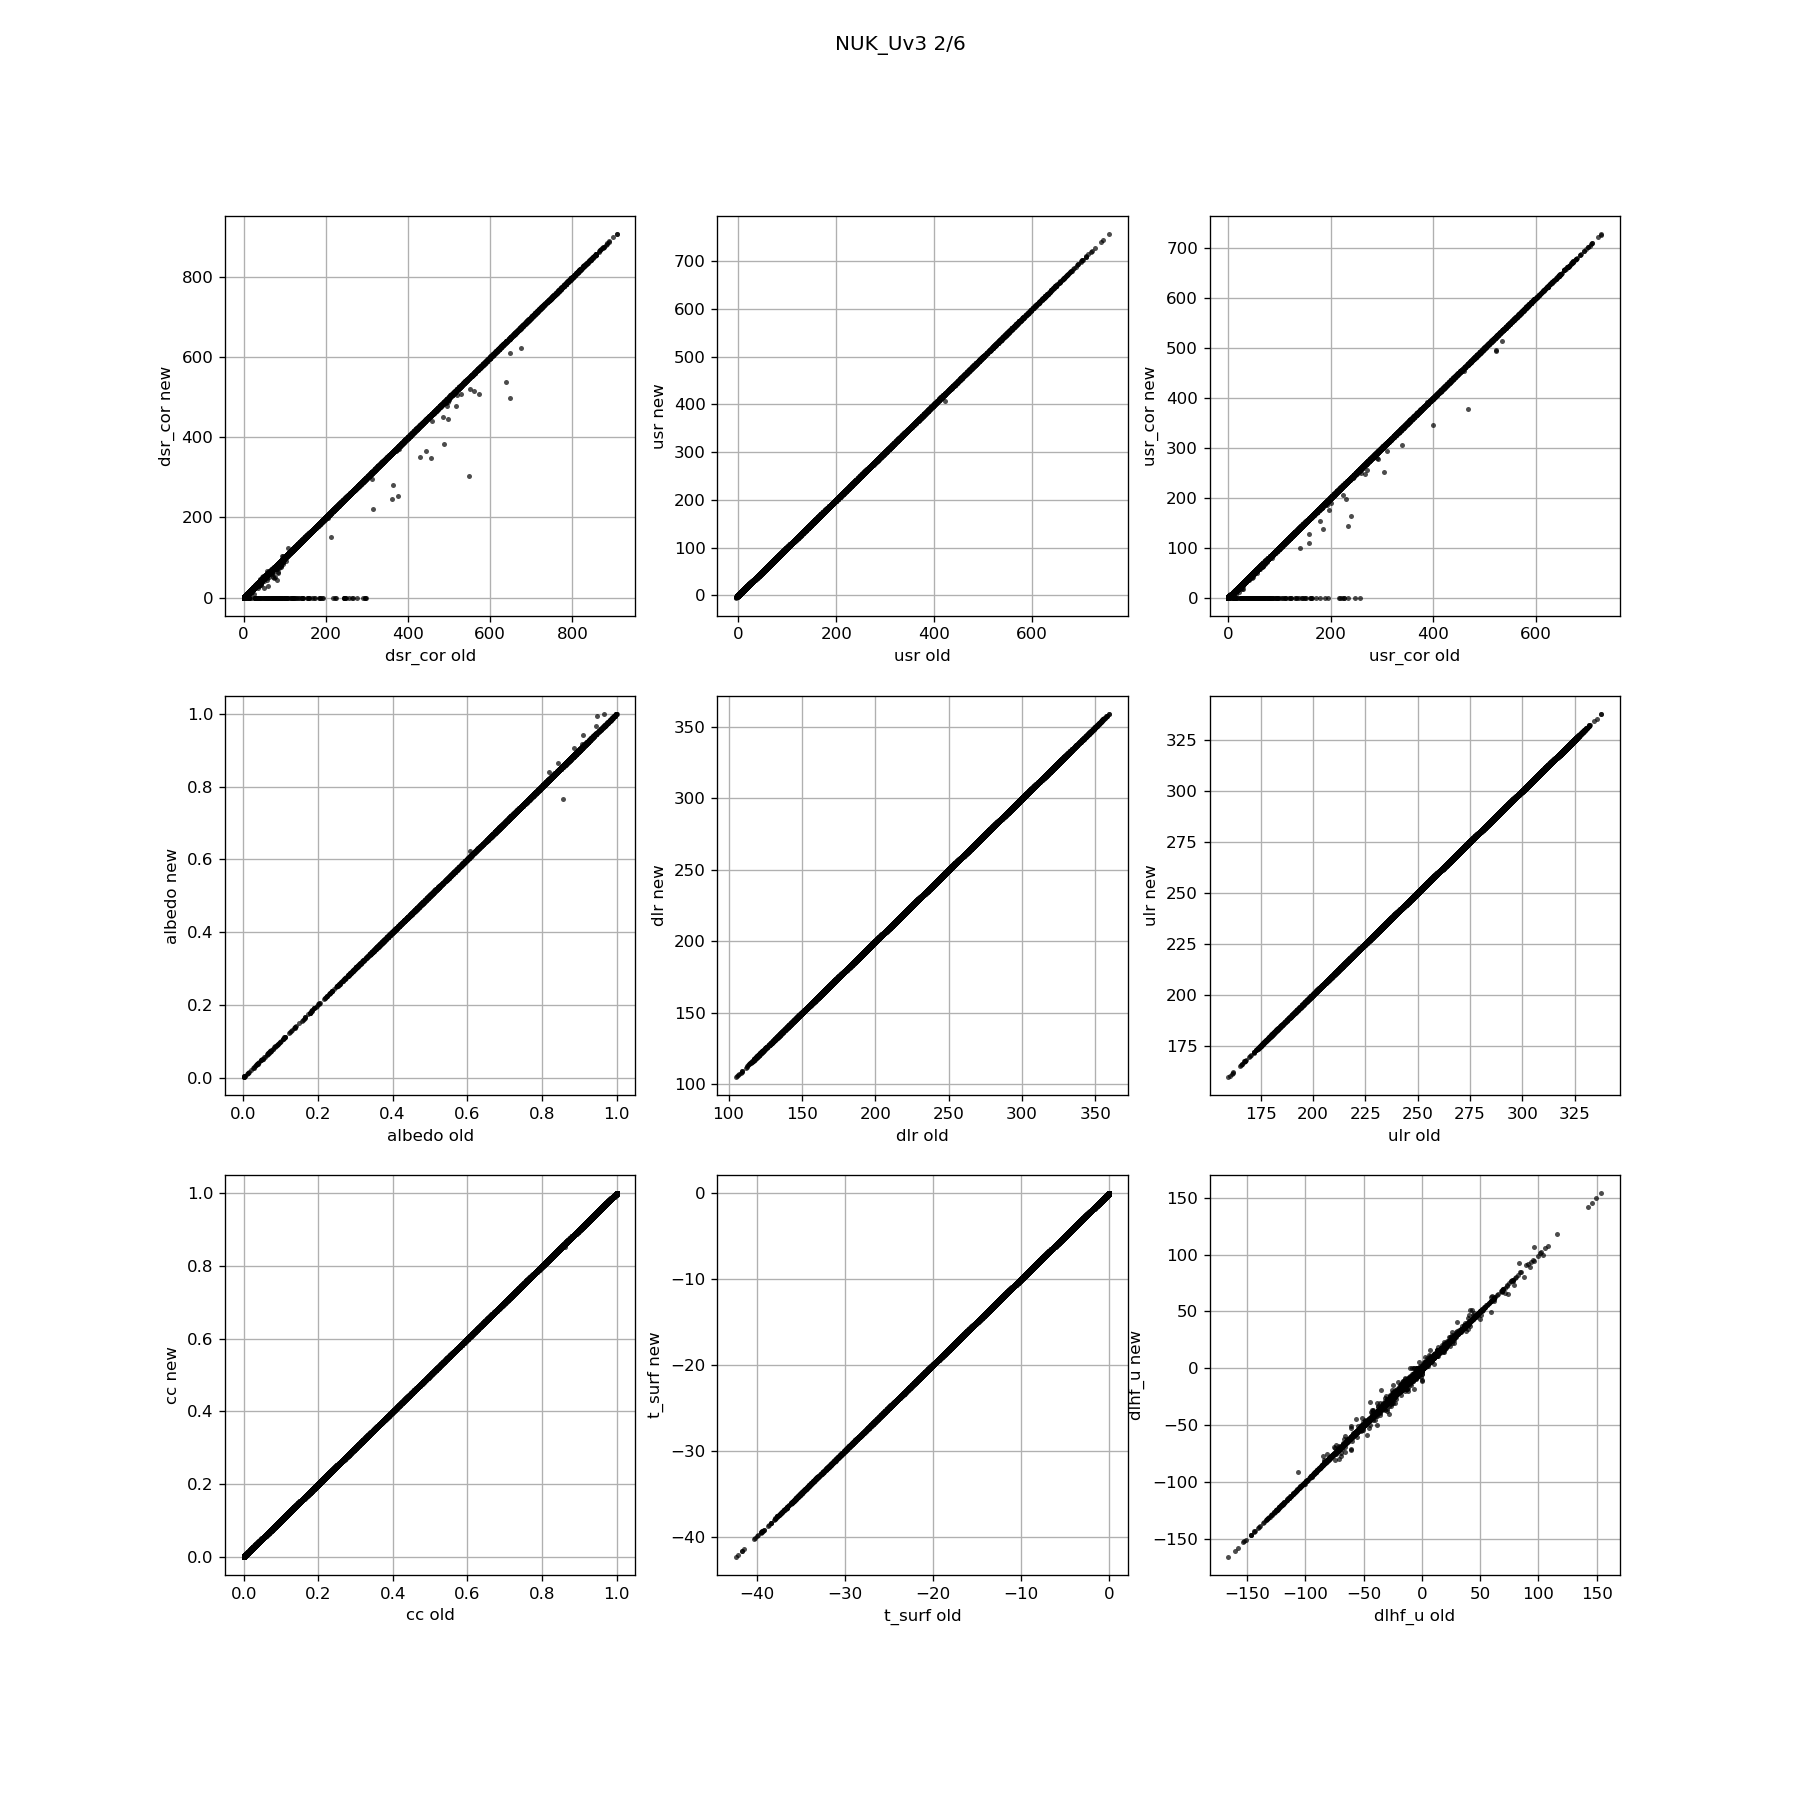 NUK_Uv3 2/6
dsr_cor new
800
600
400
200
0
0 200 400 600 800
dsr_cor old
usr new
700
600
500
400
300
200
100
0
0 200 400 600
usr old
usr_cor new
700
600
500
400
300
200
100
0
0 200 400 600
usr_cor old
albedo new
1.0
0.8
0.6
0.4
0.2
0.0
0.0 0.2 0.4 0.6 0.8 1.0
albedo old
dlr new
350
300
250
200
150
100
100 150 200 250 300 350
dlr old
ulr new
325
300
275
250
225
200
175
175 200 225 250 275 300 325
ulr old
cc new
1.0
0.8
0.6
0.4
0.2
0.0
0.0 0.2 0.4 0.6 0.8 1.0
cc old
t_surf new
0
−10
−20
−30
−40
−40 −30 −20 −10 0
t_surf old
dlhf_u new
150
100
50
0
−50
−100
−150
−150 −100 −50 0 50 100 150
dlhf_u old